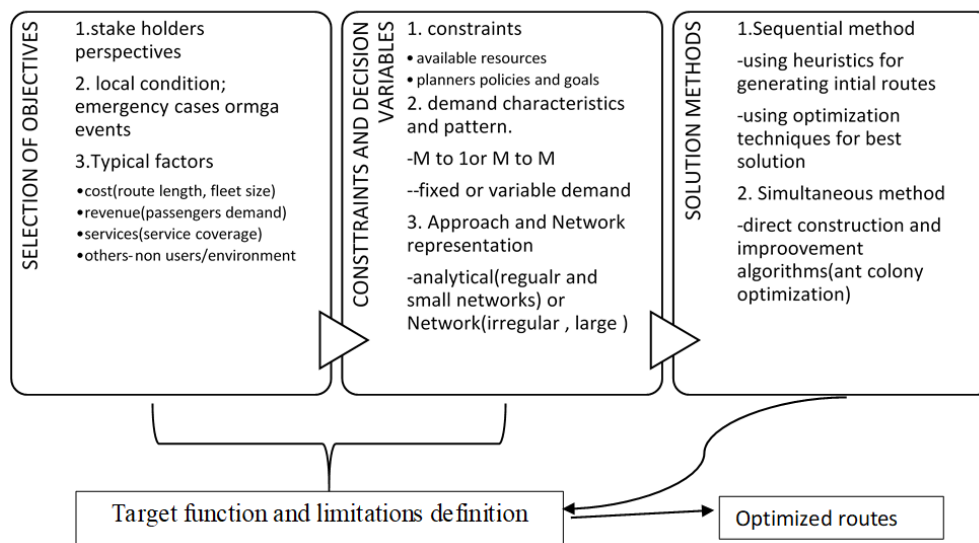 SELECTION OF OBJECTIVES
1.stake holders
perspectives
2. local condition;
emergency cases ormga
events
3.Typical factors
•cost(route length, fleet size)
•revenue(passengers demand)
•services(service coverage)
•others-non users/environment
CONSTTRAINTS AND DECISION
VARIABLES
1. constraints
• available resources
• planners policies and goals
2. demand characteristics
and pattern.
-M to 1or M to M
--fixed or variable demand
3. Approach and Network
representation
-analytical(regualr and
small networks) or
Network(irregular , large )
SOLUTION METHODS
1.Sequential method
-using heuristics for
generating intial routes
-using optimization
techniques for best
solution
2. Simultaneous method
-direct construction and
improovement
algorithms(ant colony
optimization)
Target function and limitations definition
Optimized routes